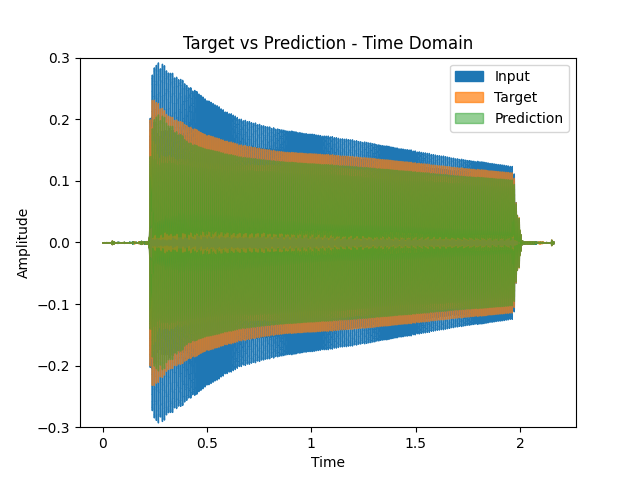 Target vs Prediction - Time Domain
Input
Target
Prediction
Amplitude
0.3
0.2
0.1
0.0
−0.1
−0.2
−0.3
0
0.5
1
1.5
2
Time